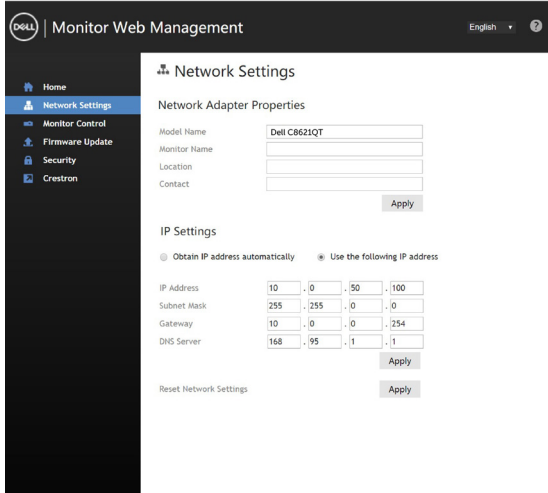 DELL | Monitor Web Management
English
?
Home
Network Settings
Monitor Control
Firmware Update
Security
Crestron
Network Settings
Network Adapter Properties
Model Name Dell C8621QT
Monitor Name
Location
Contact
Apply
IP Settings
Obtain IP address automatically Use the following IP address
IP Address 10 . 0 . 50 . 100
Subnet Mask 255 . 255 . 0 . 0
Gateway 10 . 0 . 0 . 254
DNS Server 168 . 95 . 1 . 1
Apply
Reset Network Settings Apply